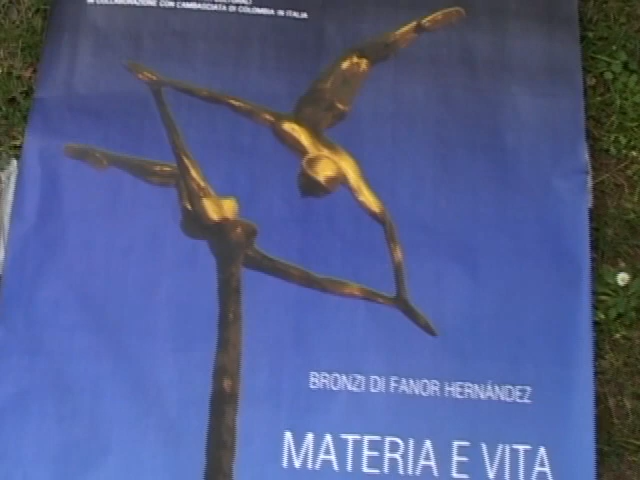 IN COLLABORAZIONE CON L'AMBASCIATA DI COLOMBIA IN ITALIA
BRONZI DI FANOR HERNÁNDEZ
MATERIA E VITA